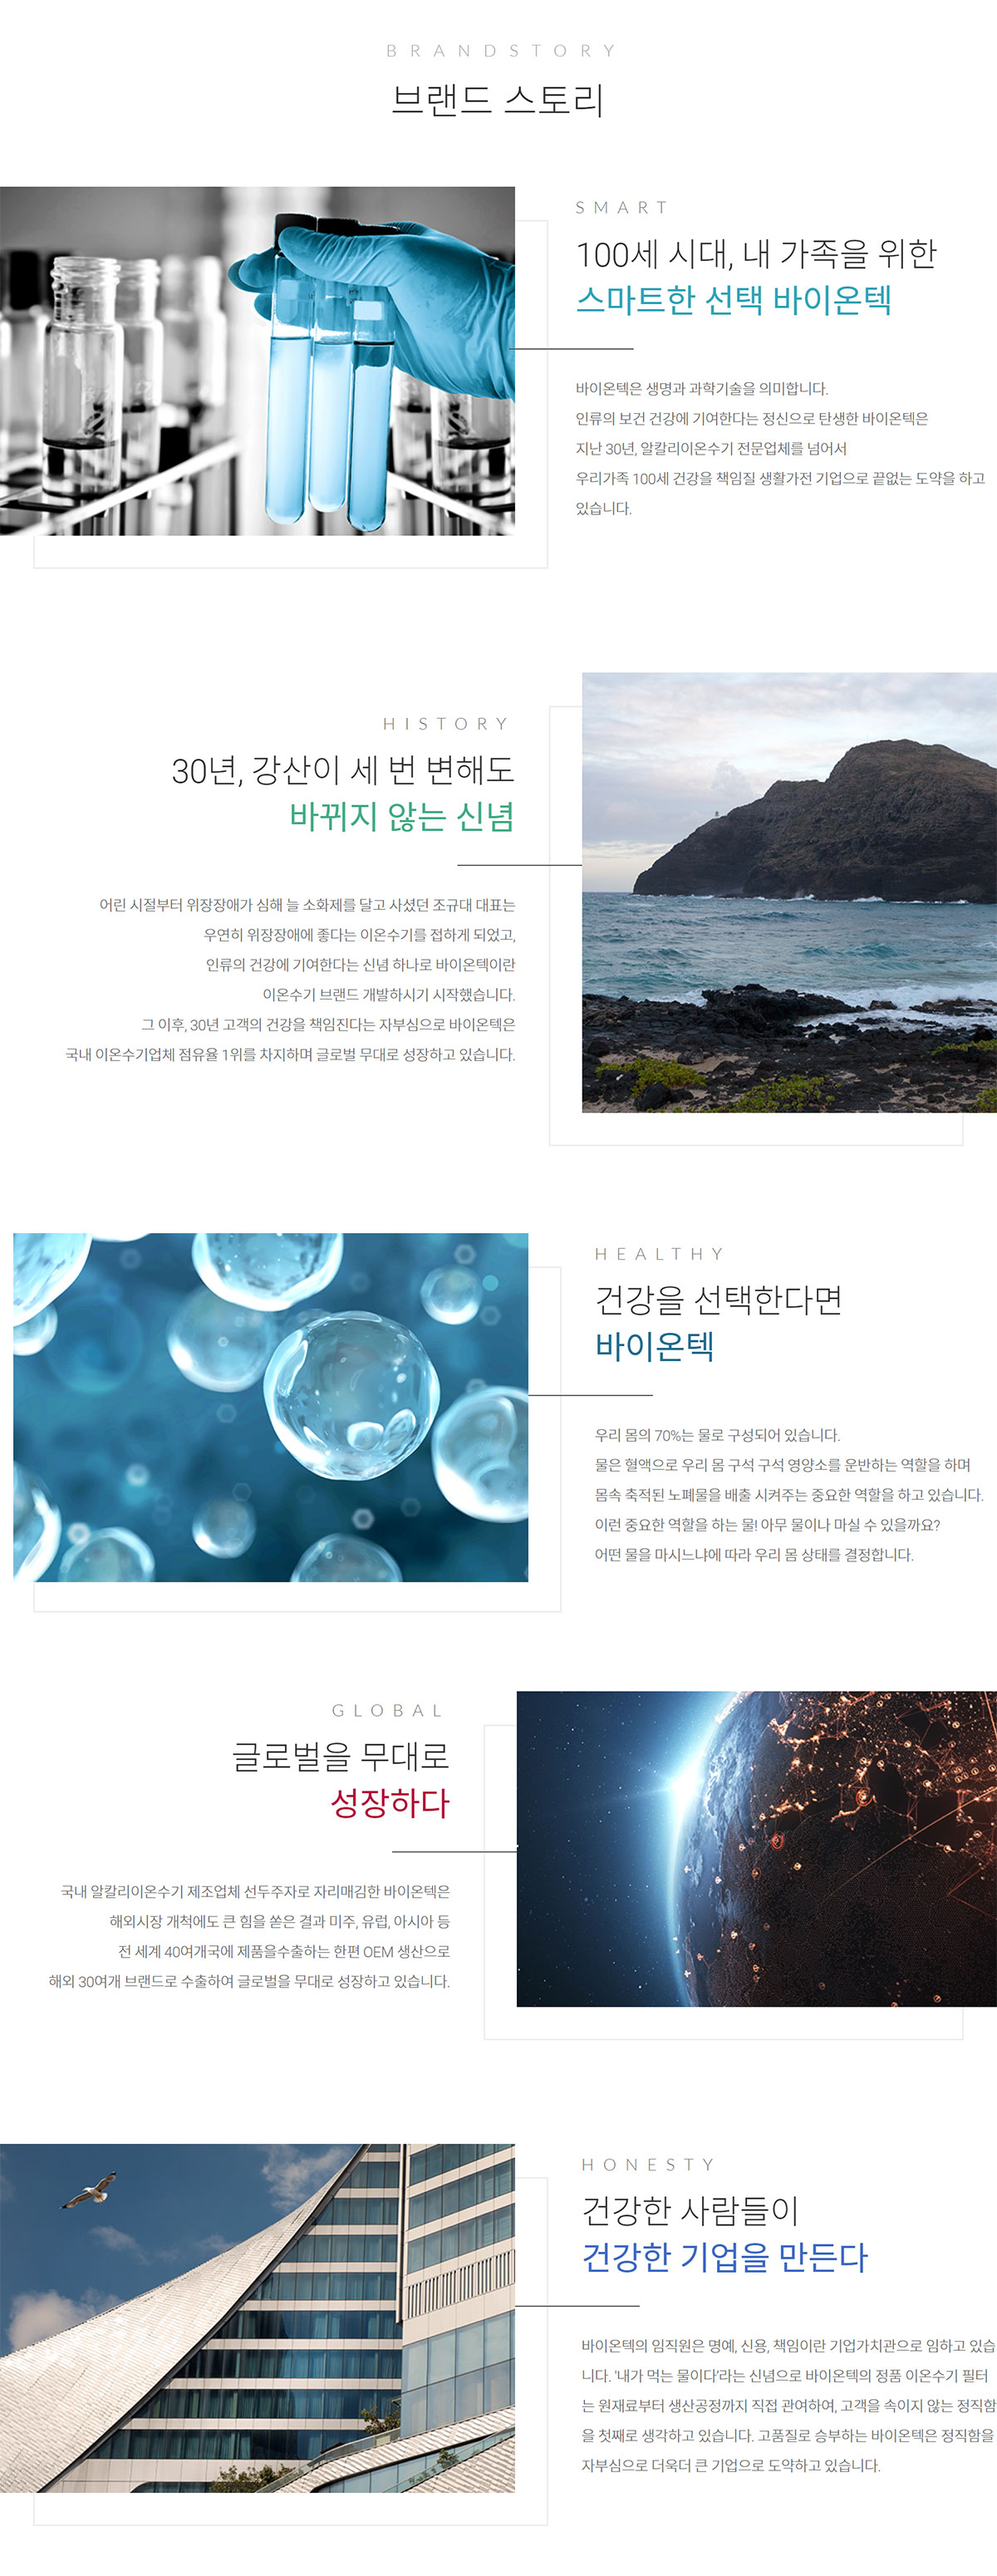 BRANDSTORY
브랜드 스토리
SMART
100세 시대, 내 가족을 위한
스마트한 선택 바이온텍
바이온텍은 생명과 과학기술을 의미합니다.
인류의 보건 건강에 기여한다는 정신으로 탄생한 바이온텍은
지난 30년, 알칼리이온수기 전문업체를 넘어서
우리가족 100세 건강을 책임질 생활가전 기업으로 끝없는 도약을 하고
있습니다.
HISTORY
30년, 강산이 세 번 변해도
바뀌지 않는 신념
어린 시절부터 위장장애가 심해 늘 소화제를 달고 사셨던 조규대 대표는
우연히 위장장애에 좋다는 이온수기를 접하게 되었고,
인류의 건강에 기여한다는 신념 하나로 바이온텍이란
이온수기 브랜드 개발하시기 시작했습니다.
그 이후, 30년 고객의 건강을 책임진다는 자부심으로 바이온텍은
국내 이온수기업체 점유율 1위를 차지하며 글로벌 무대로 성장하고 있습니다.
HEALTHY
건강을 선택한다면
바이온텍
우리 몸의 70%는 물로 구성되어 있습니다.
물은 혈액으로 우리 몸 구석 구석 영양소를 운반하는 역할을 하며
몸속 축적된 노폐물을 배출 시켜주는 중요한 역할을 하고 있습니다.
이런 중요한 역할을 하는 물! 아무 물이나 마실 수 있을까요?
어떤 물을 마시느냐에 따라 우리 몸 상태를 결정합니다.
GLOBAL
글로벌을 무대로
성장하다
국내 알칼리이온수기 제조업체 선두주자로 자리매김한 바이온텍은
해외시장 개척에도 큰 힘을 쏟은 결과 미주, 유럽, 아시아 등
전 세계 40여개국에 제품을수출하는 한편 OEM 생산으로
해외 30여개 브랜드로 수출하여 글로벌을 무대로 성장하고 있습니다.
HONESTY
건강한 사람들이
건강한 기업을 만든다
바이온텍의 임직원은 명예, 신용, 책임이란 기업가치관으로 임하고 있습
니다. '내가 먹는 물이다'라는 신념으로 바이온텍의 정품 이온수기 필터
는 원재료부터 생산공정까지 직접 관여하여, 고객을 속이지 않는 정직함
을 첫째로 생각하고 있습니다. 고품질로 승부하는 바이온텍은 정직함을
자부심으로 더욱더 큰 기업으로 도약하고 있습니다.